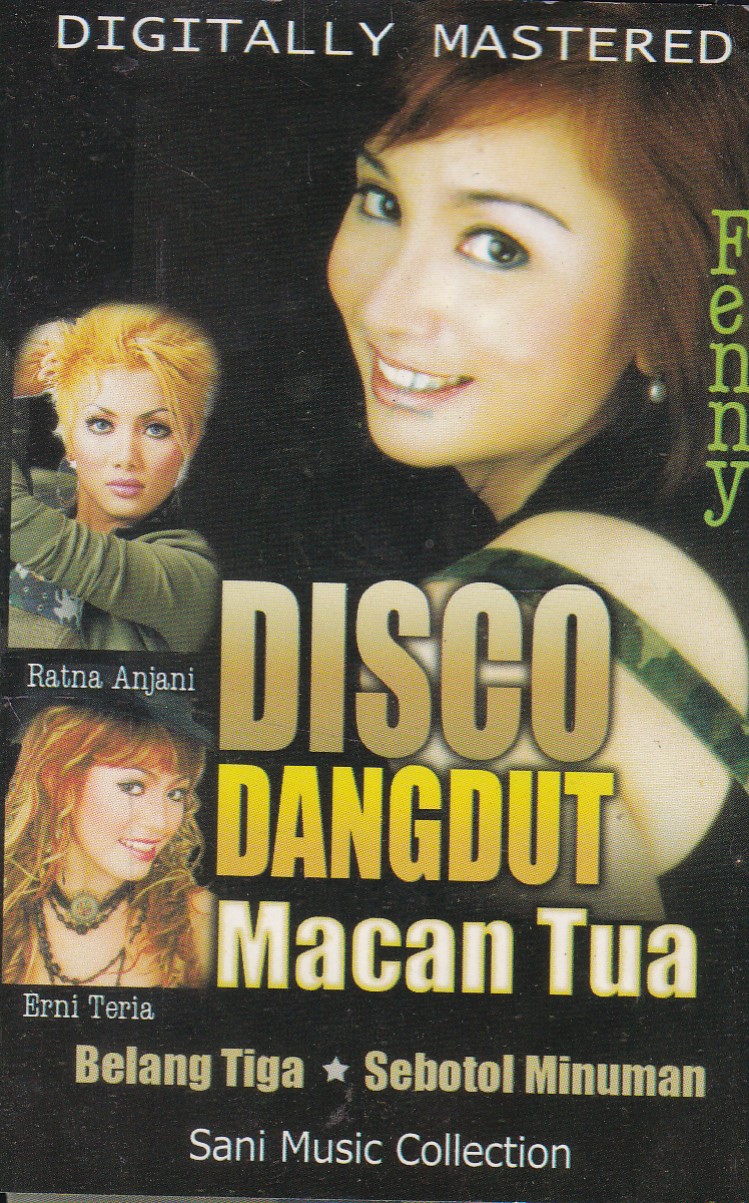 DIGITALLY MASTERED
Fenny
Ratna Anjani
DISCO
DANGDUT
Macan Tua
Erni Teria
Belang Tiga ★ Sebotol Minuman
Sani Music Collection